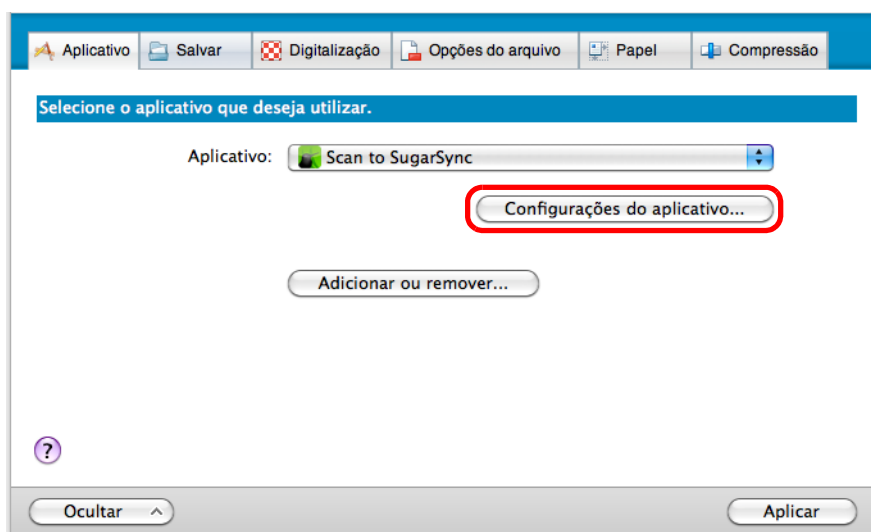 Aplicativo Salvar Digitalização Opções do arquivo Papel Compressão
Selecione o aplicativo que deseja utilizar.
Aplicativo: Scan to SugarSync
Configurações do aplicativo...
Adicionar ou remover...
?
Ocultar Aplicar